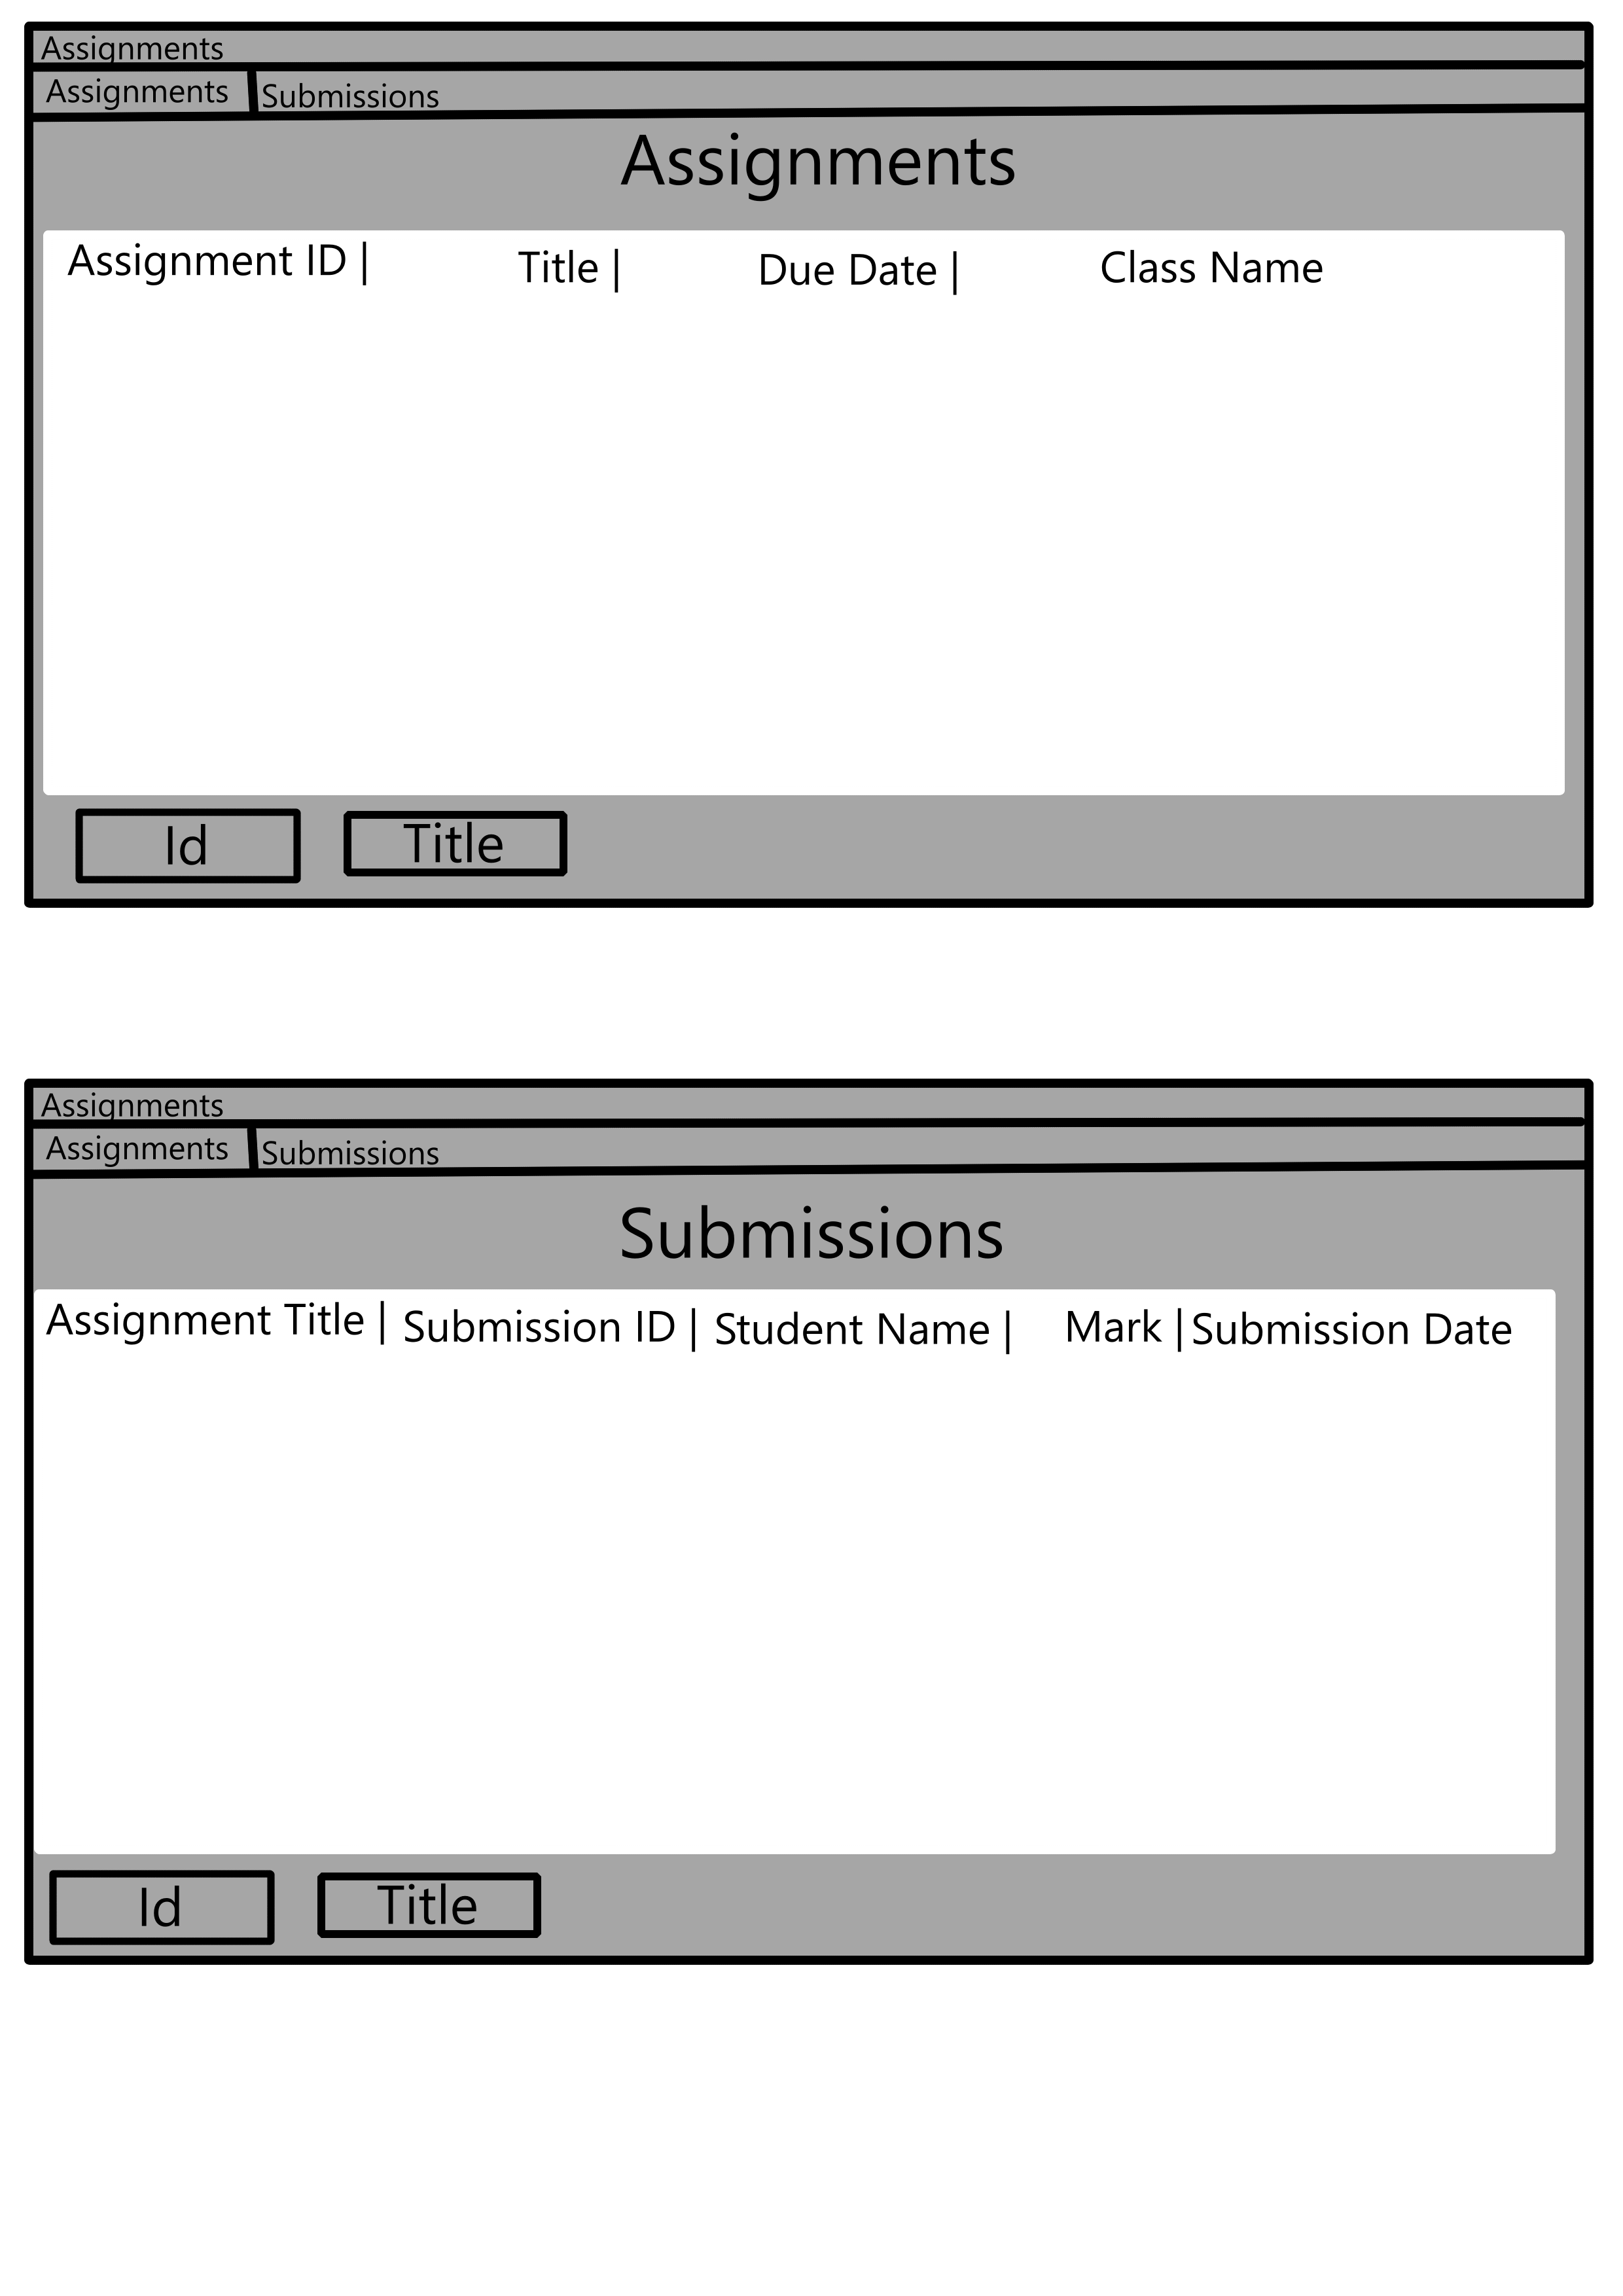 Assignments
Assignments Submissions
Assignments
Assignment ID | Title | Due Date | Class Name
Id Title
Assignments
Assignments Submissions
Submissions
Assignment Title | Submission ID | Student Name | Mark | Submission Date
Id Title